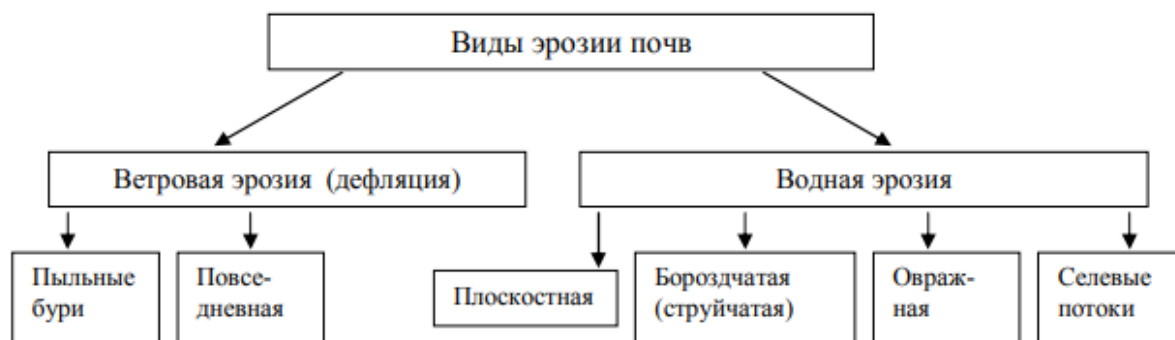 Виды эрозии почв
Ветровая эрозия (дефляция)
Водная эрозия
Пыльные
бури
Повсе-
дневная
Плоскостная
Бороздчатая
(струйчатая)
Овраж-
ная
Селевые
потоки